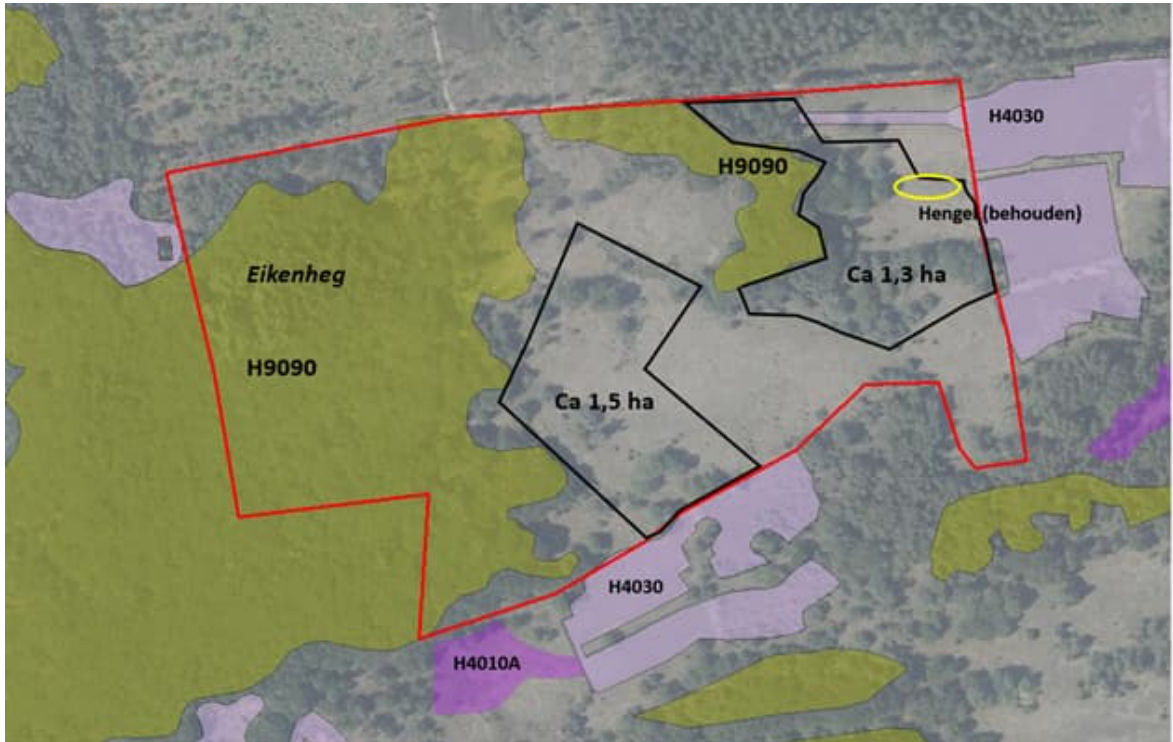 H4030
H9090
Hengel (behouden)
Eikenheg
Ca 1,3 ha
H9090
Ca 1,5 ha
H4030
H4010A